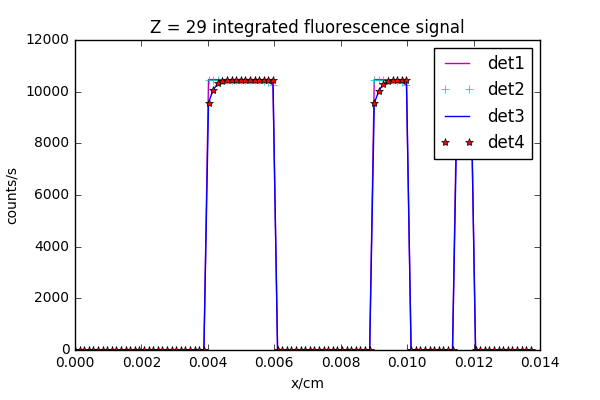 Z = 29 integrated fluorescence signal
12000
10000
8000
6000
4000
2000
0
counts/s
det1
det2
det3
det4
0.000 0.002 0.004 0.006 0.008 0.010 0.012 0.014
x/cm